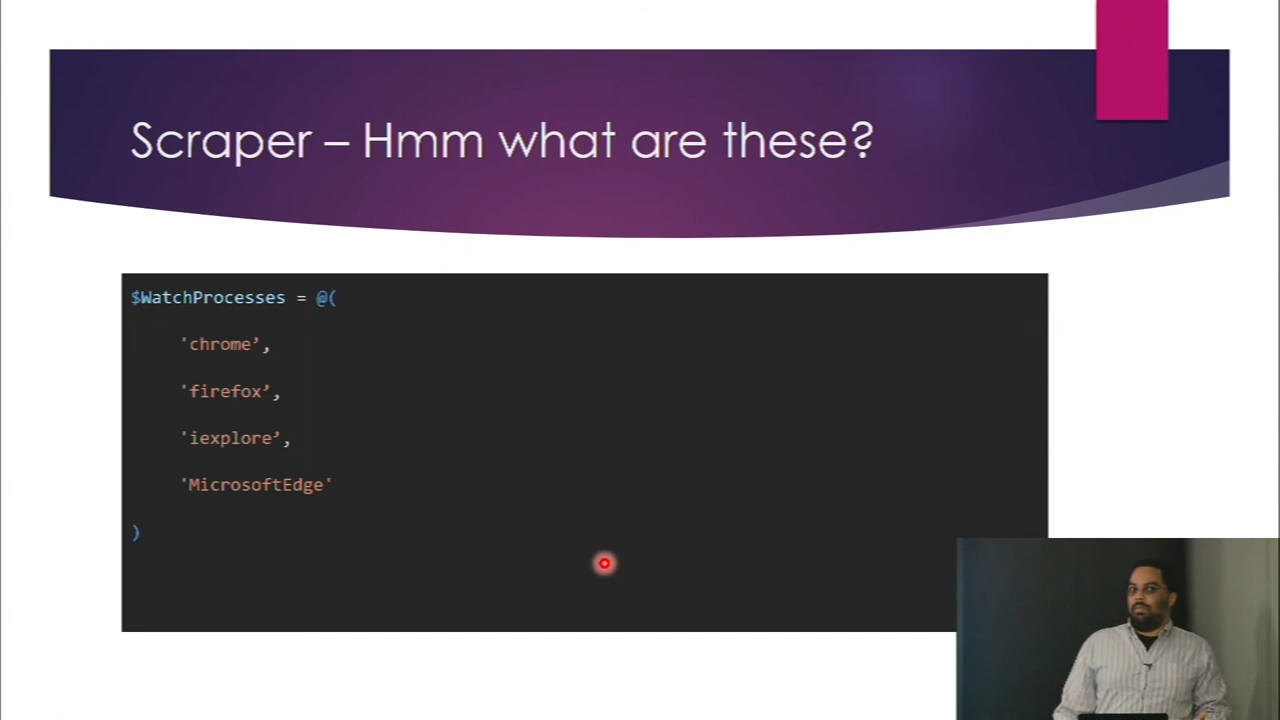 Scraper – Hmm what are these?
$WatchProcesses = @(
'chrome’,
'firefox’,
'iexplore’,
'MicrosoftEdge'
)